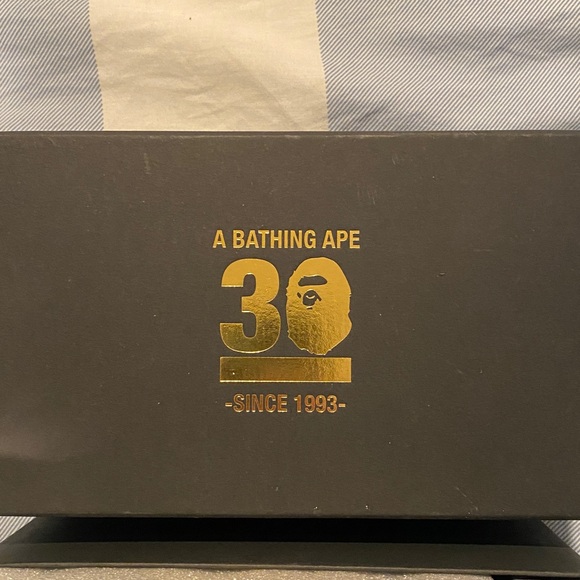 A BATHING APE
30
-SINCE 1993-